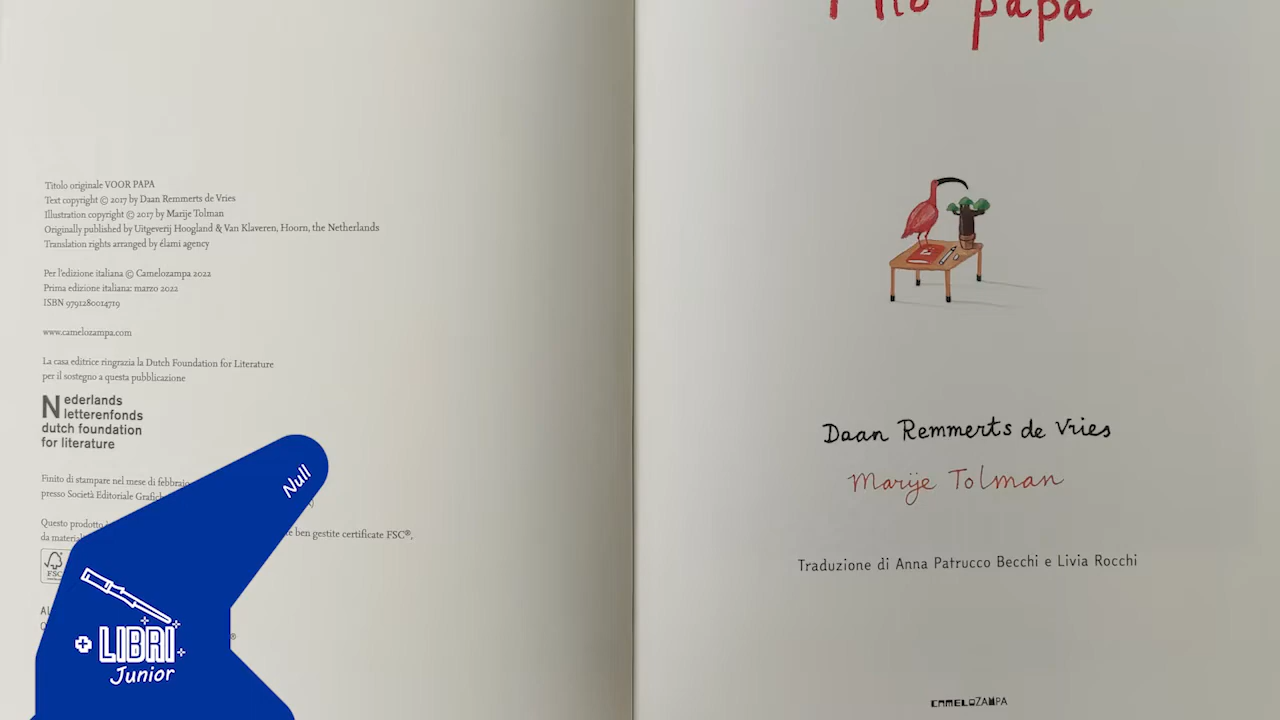 Titolo originale VOOR PAPA
Text copyright © 2017 by Daan Remmerts de Vries
Illustration copyright © 2017 by Marije Tolman
Originally published by Uitgeverij Hoogland & Van Klaveren, Hoorn, the Netherlands
Translation rights arranged by élami agency
Per l'edizione italiana © Camelozampa 2022
Prima edizione italiana: marzo 2022
ISBN 9791280014719
www.camelozampa.com
La casa editrice ringrazia la Dutch Foundation for Literature
per il sostegno a questa pubblicazione
Nederlands
letterenfonds
dutch foundation
for literature
Finito di stampare nel mese di febbraio
presso Società Editoriale
Questo prodotto
ben gestite certificate FSC®,
da
FSC
Null
+ LIBRI
Junior
papà
Daan Remmerts de Vries
Marije Tolman
Traduzione di Anna Patrucco Becchi e Livia Rocchi
CAMELOZAMPA